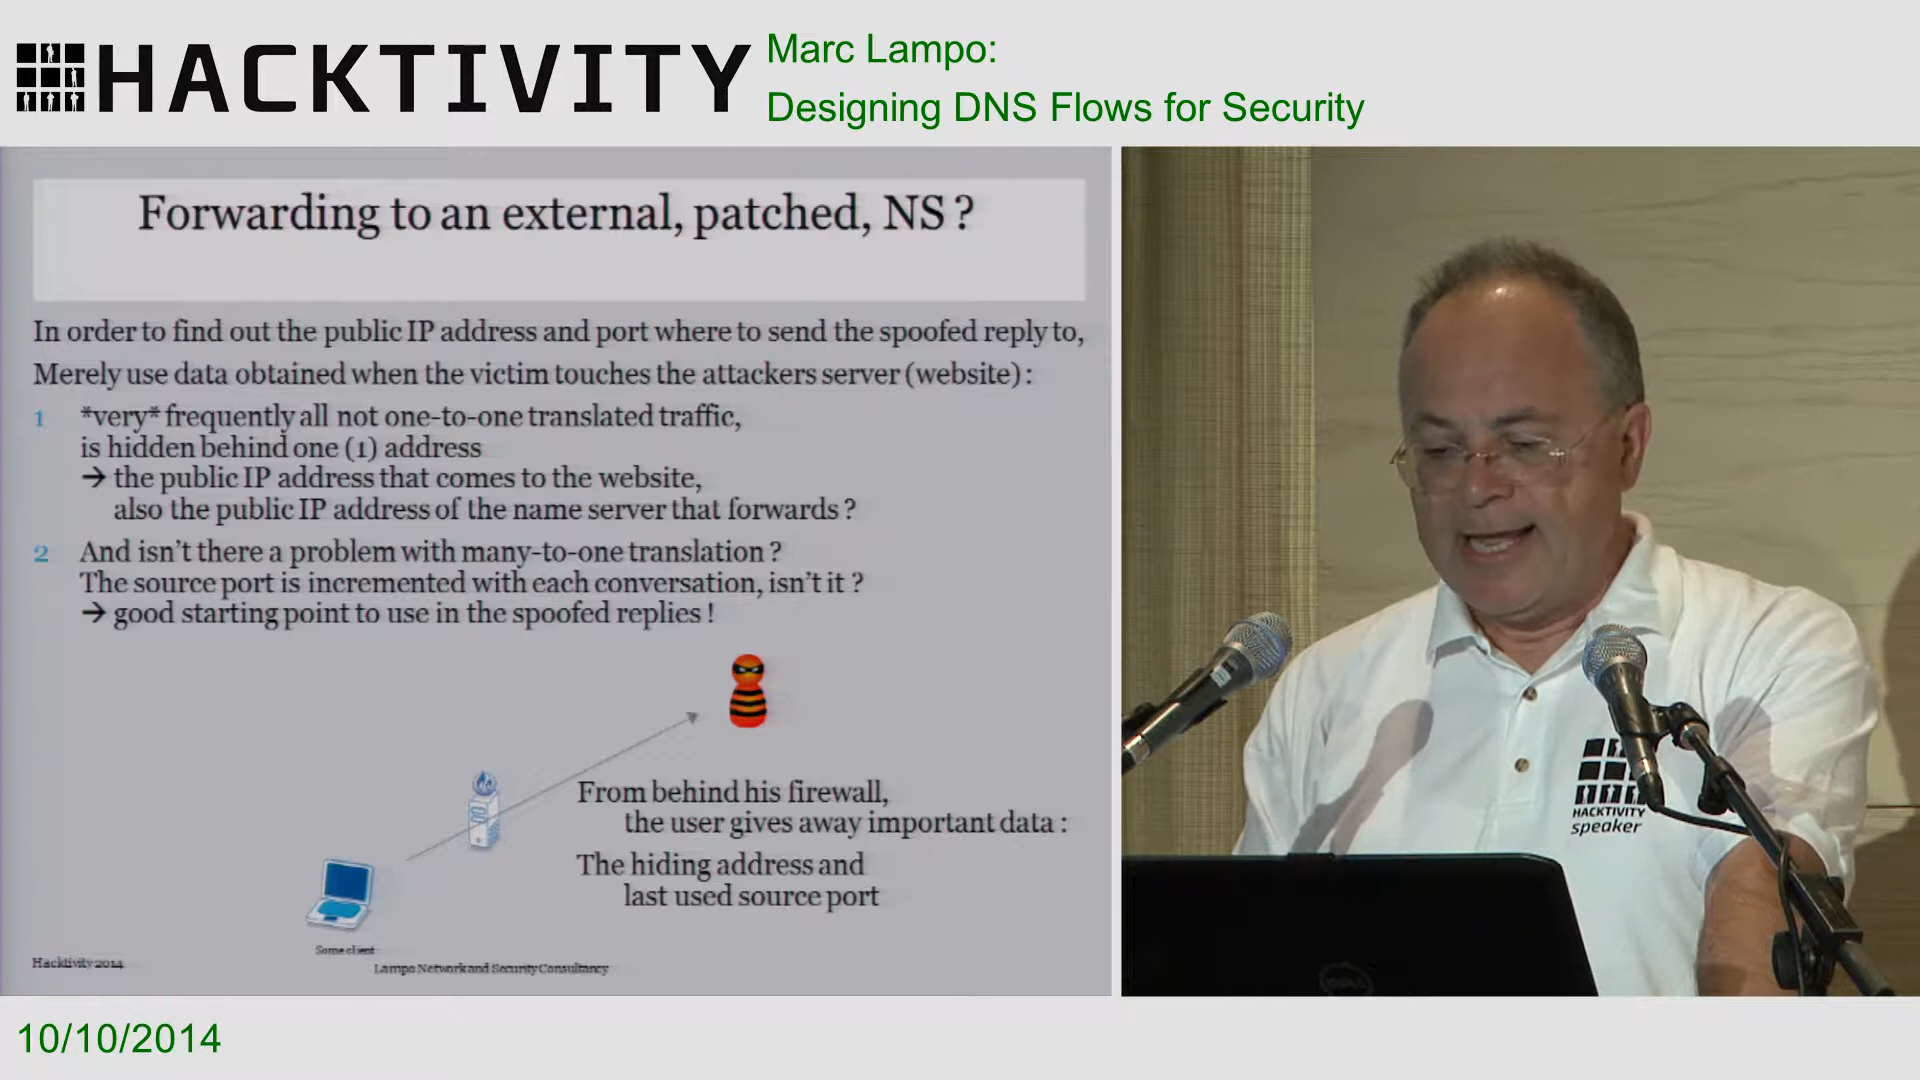 HACKTIVITY
Marc Lampo:
Designing DNS Flows for Security
Forwarding to an external, patched, NS ?
In order to find out the public IP address and port where to send the spoofed reply to,
Merely use data obtained when the victim touches the attackers server (website) :
1 *very* frequently all not one-to-one translated traffic,
is hidden behind one (1) address
→ the public IP address that comes to the website,
also the public IP address of the name server that forwards ?
2 And isn't there a problem with many-to-one translation ?
The source port is incremented with each conversation, isn't it ?
→ good starting point to use in the spoofed replies !
From behind his firewall,
the user gives away important data :
The hiding address and
last used source port
Some client
Hacktivity 2014
Lampo Network and Security Consultancy
HACKTIVITY
speaker
DELL
10/10/2014